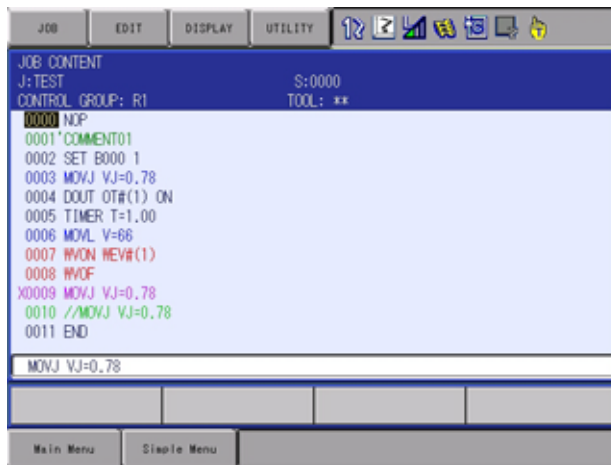 JOB EDIT DISPLAY UTILITY
JOB CONTENT
J:TEST S:0000
CONTROL GROUP: R1 TOOL: **
0000 NOP
0001'COMMENT01
0002 SET B000 1
0003 MOVJ VJ=0.78
0004 DOUT OT#(1) ON
0005 TIMER T=1.00
0006 MOVL V=66
0007 WVON WEV#(1)
0008 WVOF
X0009 MOVJ VJ=0.78
0010 //MOVJ VJ=0.78
0011 END
MOVJ VJ=0.78
Main Menu Simple Menu